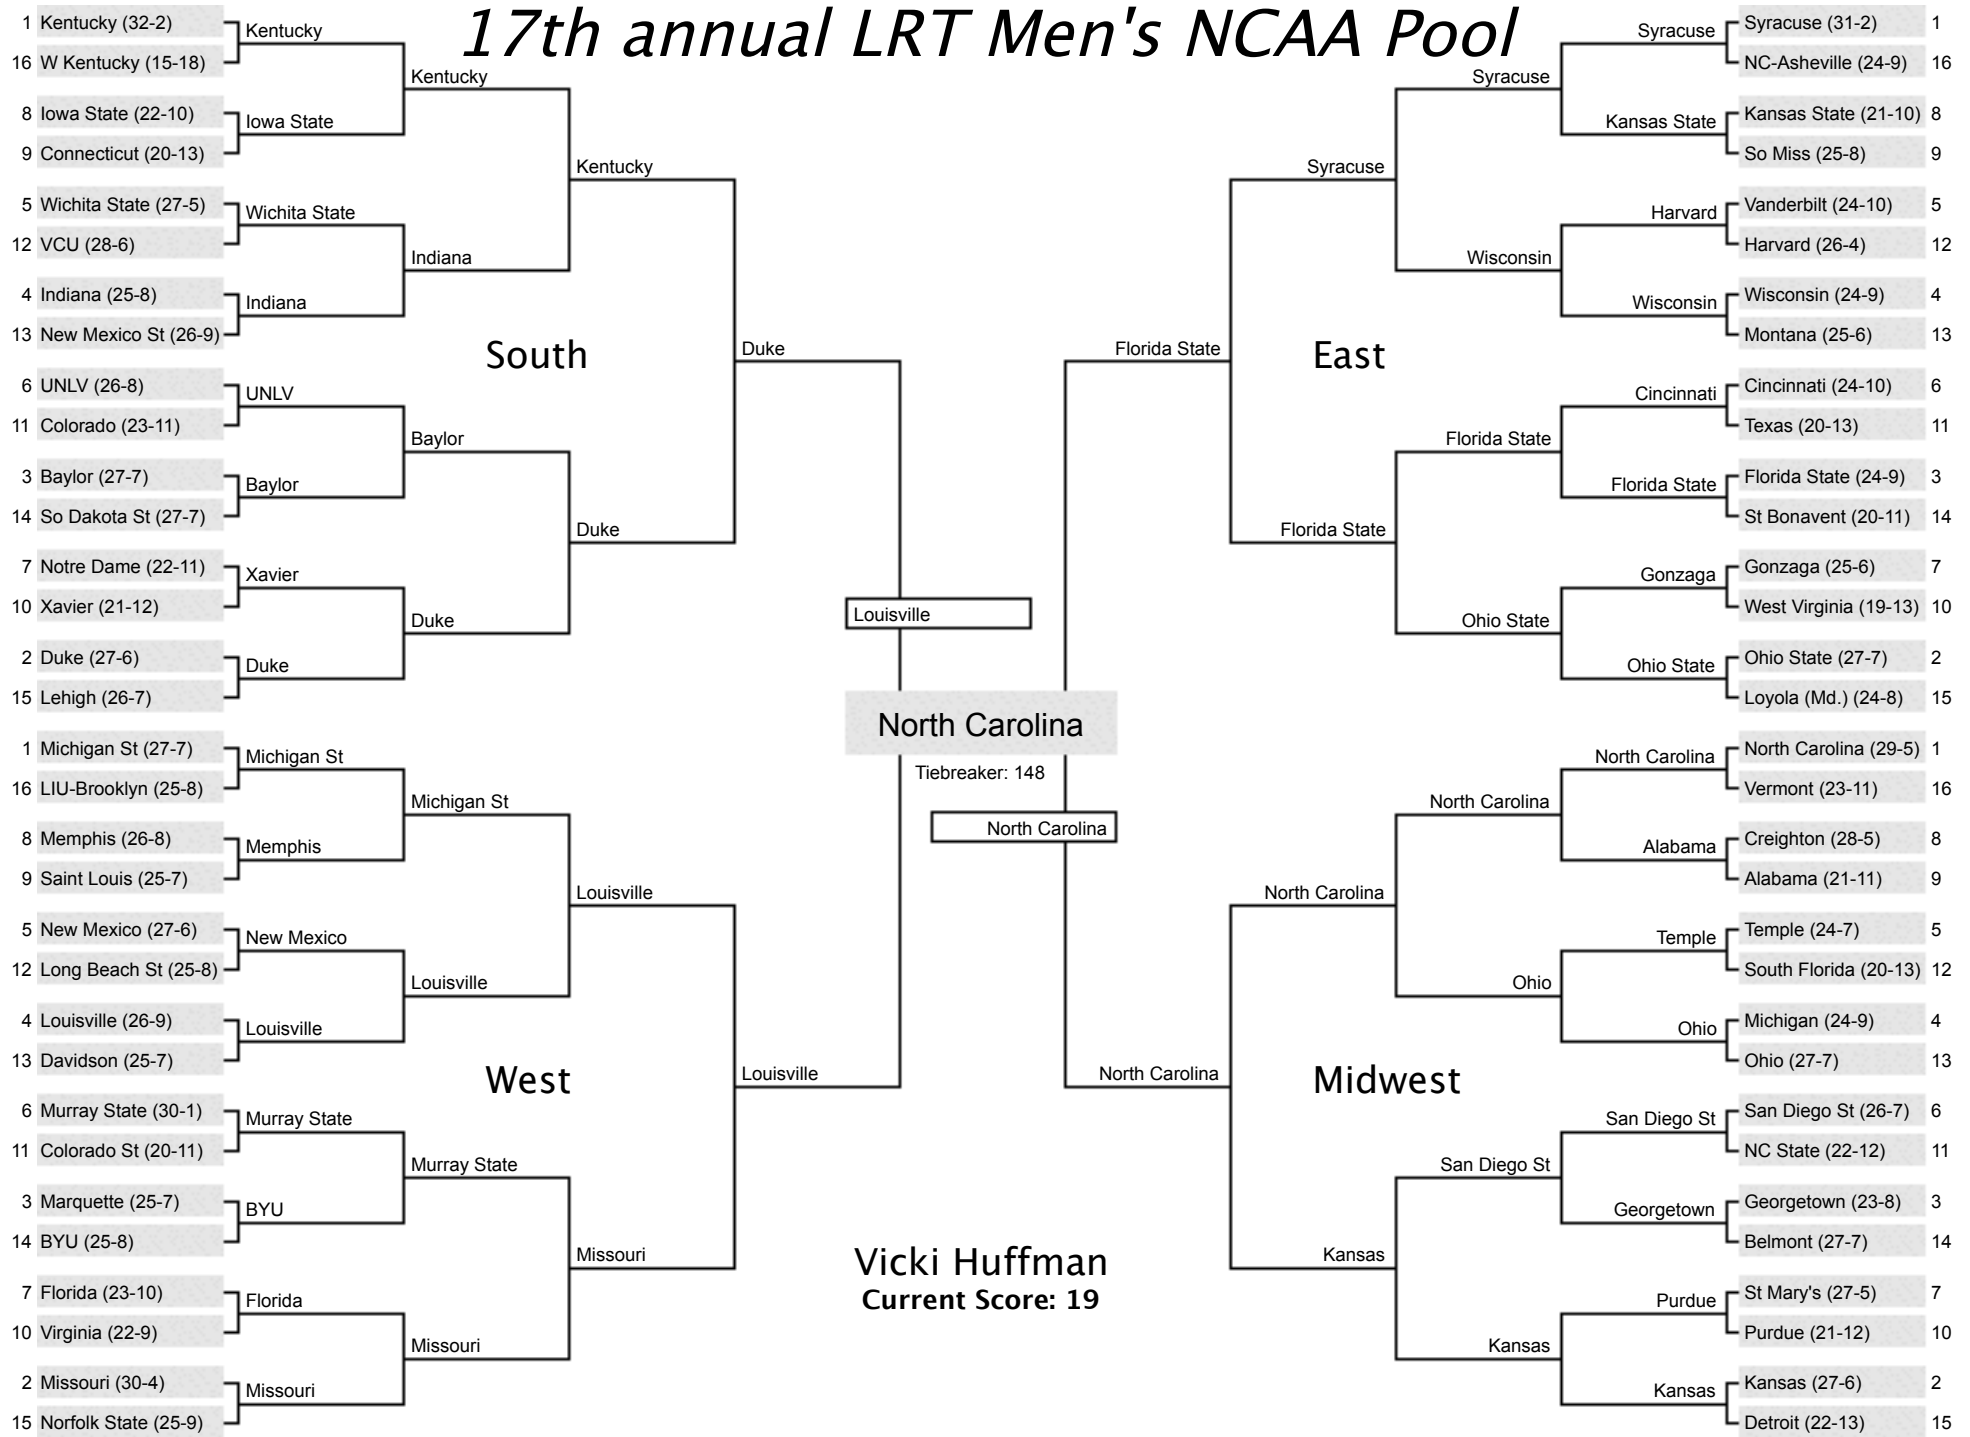 17th annual LRT Men's NCAA Pool
1 Kentucky (32-2)
16 W Kentucky (15-18)
8 Iowa State (22-10)
9 Connecticut (20-13)
5 Wichita State (27-5)
12 VCU (28-6)
4 Indiana (25-8)
13 New Mexico St (26-9)
6 UNLV (26-8)
11 Colorado (23-11)
3 Baylor (27-7)
14 So Dakota St (27-7)
7 Notre Dame (22-11)
10 Xavier (21-12)
2 Duke (27-6)
15 Lehigh (26-7)
Kentucky
Iowa State
Wichita State
Indiana
UNLV
Baylor
Xavier
Duke
Kentucky
Indiana
Baylor
Duke
Kentucky
Duke
South
Duke
1 Michigan St (27-7)
16 LIU-Brooklyn (25-8)
8 Memphis (26-8)
9 Saint Louis (25-7)
5 New Mexico (27-6)
12 Long Beach St (25-8)
4 Louisville (26-9)
13 Davidson (25-7)
6 Murray State (30-1)
11 Colorado St (20-11)
3 Marquette (25-7)
14 BYU (25-8)
7 Florida (23-10)
10 Virginia (22-9)
2 Missouri (30-4)
15 Norfolk State (25-9)
Michigan St
Memphis
New Mexico
Louisville
Murray State
BYU
Florida
Missouri
Michigan St
Louisville
Murray State
Missouri
Louisville
Missouri
West
Louisville
Louisville
North Carolina
Tiebreaker: 148
North Carolina
Vicki Huffman
Current Score: 19
Syracuse (31-2) 1
NC-Asheville (24-9) 16
Kansas State (21-10) 8
So Miss (25-8) 9
Vanderbilt (24-10) 5
Harvard (26-4) 12
Wisconsin (24-9) 4
Montana (25-6) 13
Cincinnati (24-10) 6
Texas (20-13) 11
Florida State (24-9) 3
St Bonavent (20-11) 14
Gonzaga (25-6) 7
West Virginia (19-13) 10
Ohio State (27-7) 2
Loyola (Md.) (24-8) 15
Syracuse
Kansas State
Harvard
Wisconsin
Cincinnati
Florida State
Gonzaga
Ohio State
Syracuse
Wisconsin
Florida State
Ohio State
Syracuse
Florida State
East
Florida State
North Carolina (29-5) 1
Vermont (23-11) 16
Creighton (28-5) 8
Alabama (21-11) 9
Temple (24-7) 5
South Florida (20-13) 12
Michigan (24-9) 4
Ohio (27-7) 13
San Diego St (26-7) 6
NC State (22-12) 11
Georgetown (23-8) 3
Belmont (27-7) 14
St Mary's (27-5) 7
Purdue (21-12) 10
Kansas (27-6) 2
Detroit (22-13) 15
North Carolina
Alabama
Temple
Ohio
San Diego St
Georgetown
Purdue
Kansas
North Carolina
Ohio
San Diego St
Kansas
North Carolina
Kansas
Midwest
North Carolina